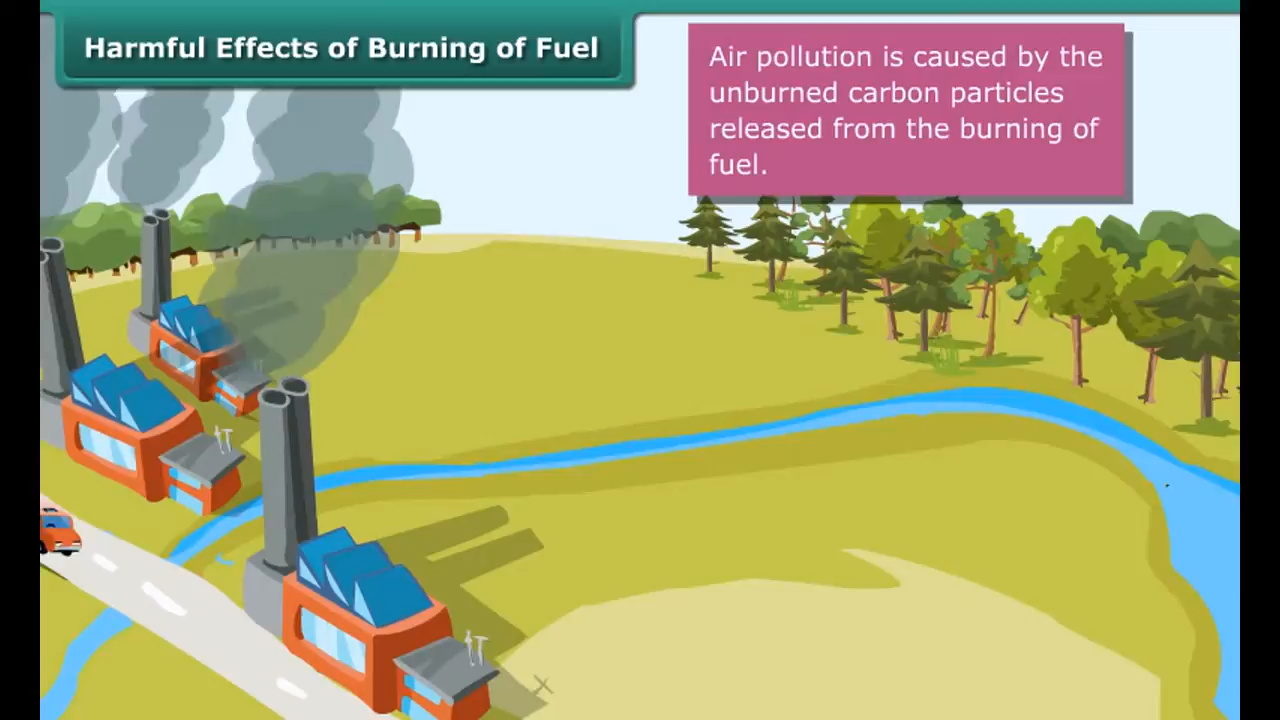 Harmful Effects of Burning of Fuel
Air pollution is caused by the
unburned carbon particles
released from the burning of
fuel.